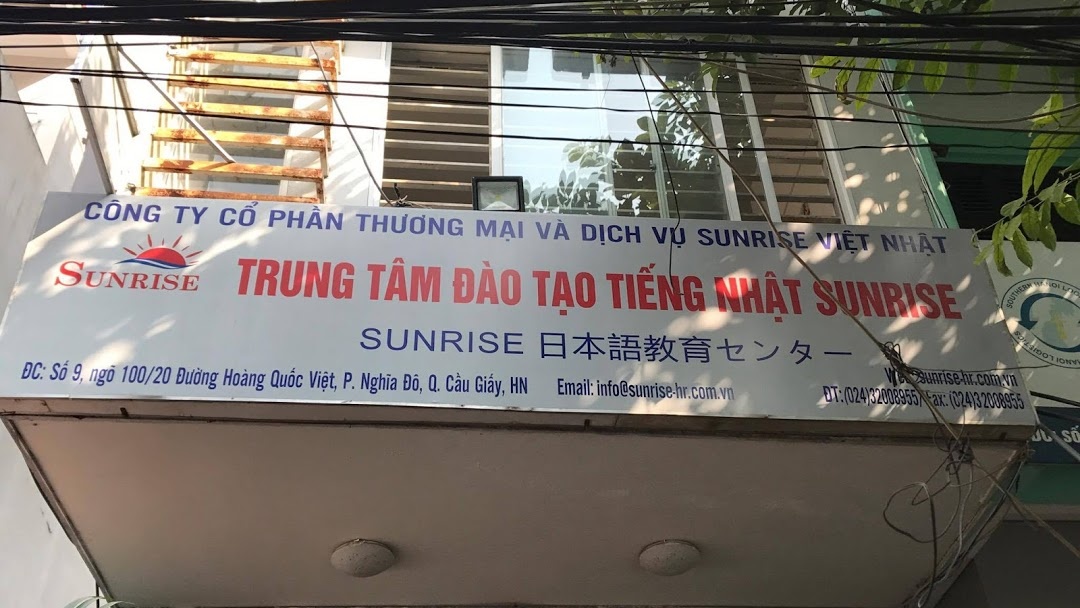 CÔNG TY CỔ PHẦN THƯƠNG MẠI VÀ DỊCH VỤ SUNRISE VIỆT NHẬT
SUNRISE
TRUNG TÂM ĐÀO TẠO TIẾNG NHẬT SUNRISE
SUNRISE 日本語教育センター
ĐC: Số 9, ngõ 100/20 Đường Hoàng Quốc Việt, P. Nghĩa Đô, Q. Cầu Giấy, HN Email: info@sunrise-hr.com.vn
Web: sunrise-hr.com.vn
ĐT: (024)32008955/ Fax: (024)32008955